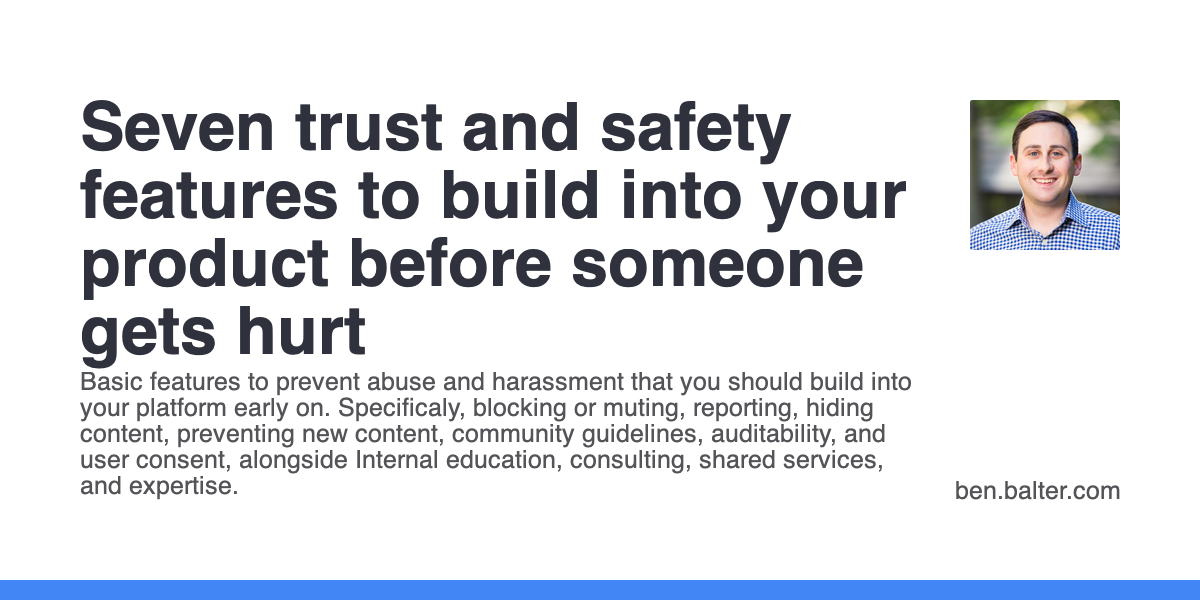 Seven trust and safety
features to build into your
product before someone
gets hurt
Basic features to prevent abuse and harassment that you should build into
your platform early on. Specificaly, blocking or muting, reporting, hiding
content, preventing new content, community guidelines, auditability, and
user consent, alongside Internal education, consulting, shared services,
and expertise.
ben.balter.com